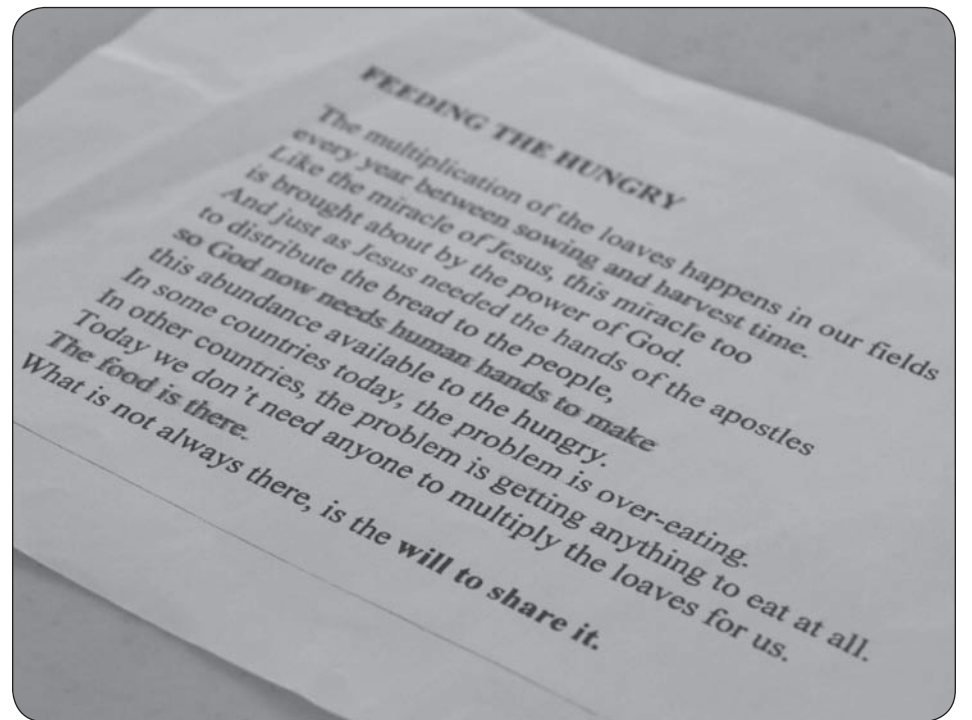 FEEDING THE HUNGRY
The multiplication of the loaves happens in our fields
every year between sowing and harvest time.
Like the miracle of Jesus, this miracle too
is brought about by the power of God.
And just as Jesus needed the hands of the apostles
to distribute the bread to the people,
so God now needs human hands to make
this abundance available to the hungry.
In some countries today, the problem is over-eating.
In other countries, the problem is getting anything to eat at all.
Today we don't need anyone to multiply the loaves for us.
The food is there.
What is not always there, is the will to share it.